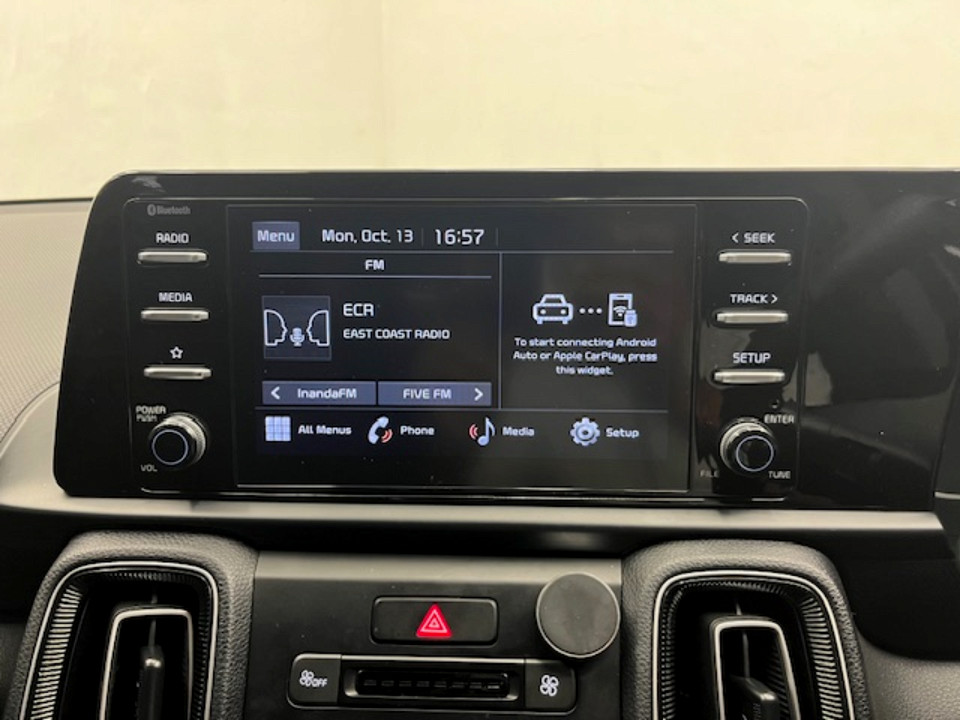 Bluetooth
RADIO
MEDIA
POWER
PUSH
VOL
Menu Mon, Oct. 13 16:57
FM
ECR
EAST COAST RADIO
< InandaFM FIVE FM >
To start connecting Android
Auto or Apple CarPlay, press
this widget.
All Menus Phone Media Setup
< SEEK
TRACK >
SETUP
ENTER
FILE TUNE
OFF